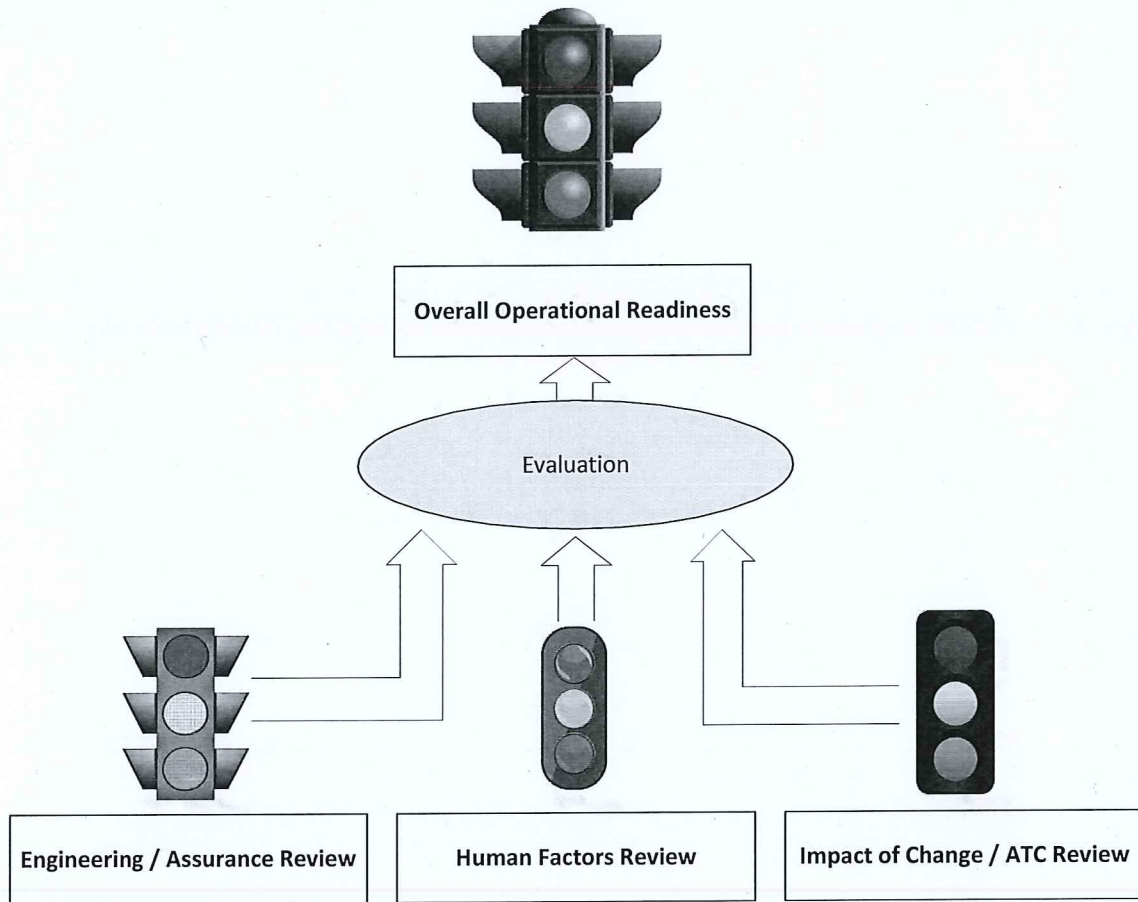 Overall Operational Readiness
Evaluation
Engineering / Assurance Review
Human Factors Review
Impact of Change / ATC Review